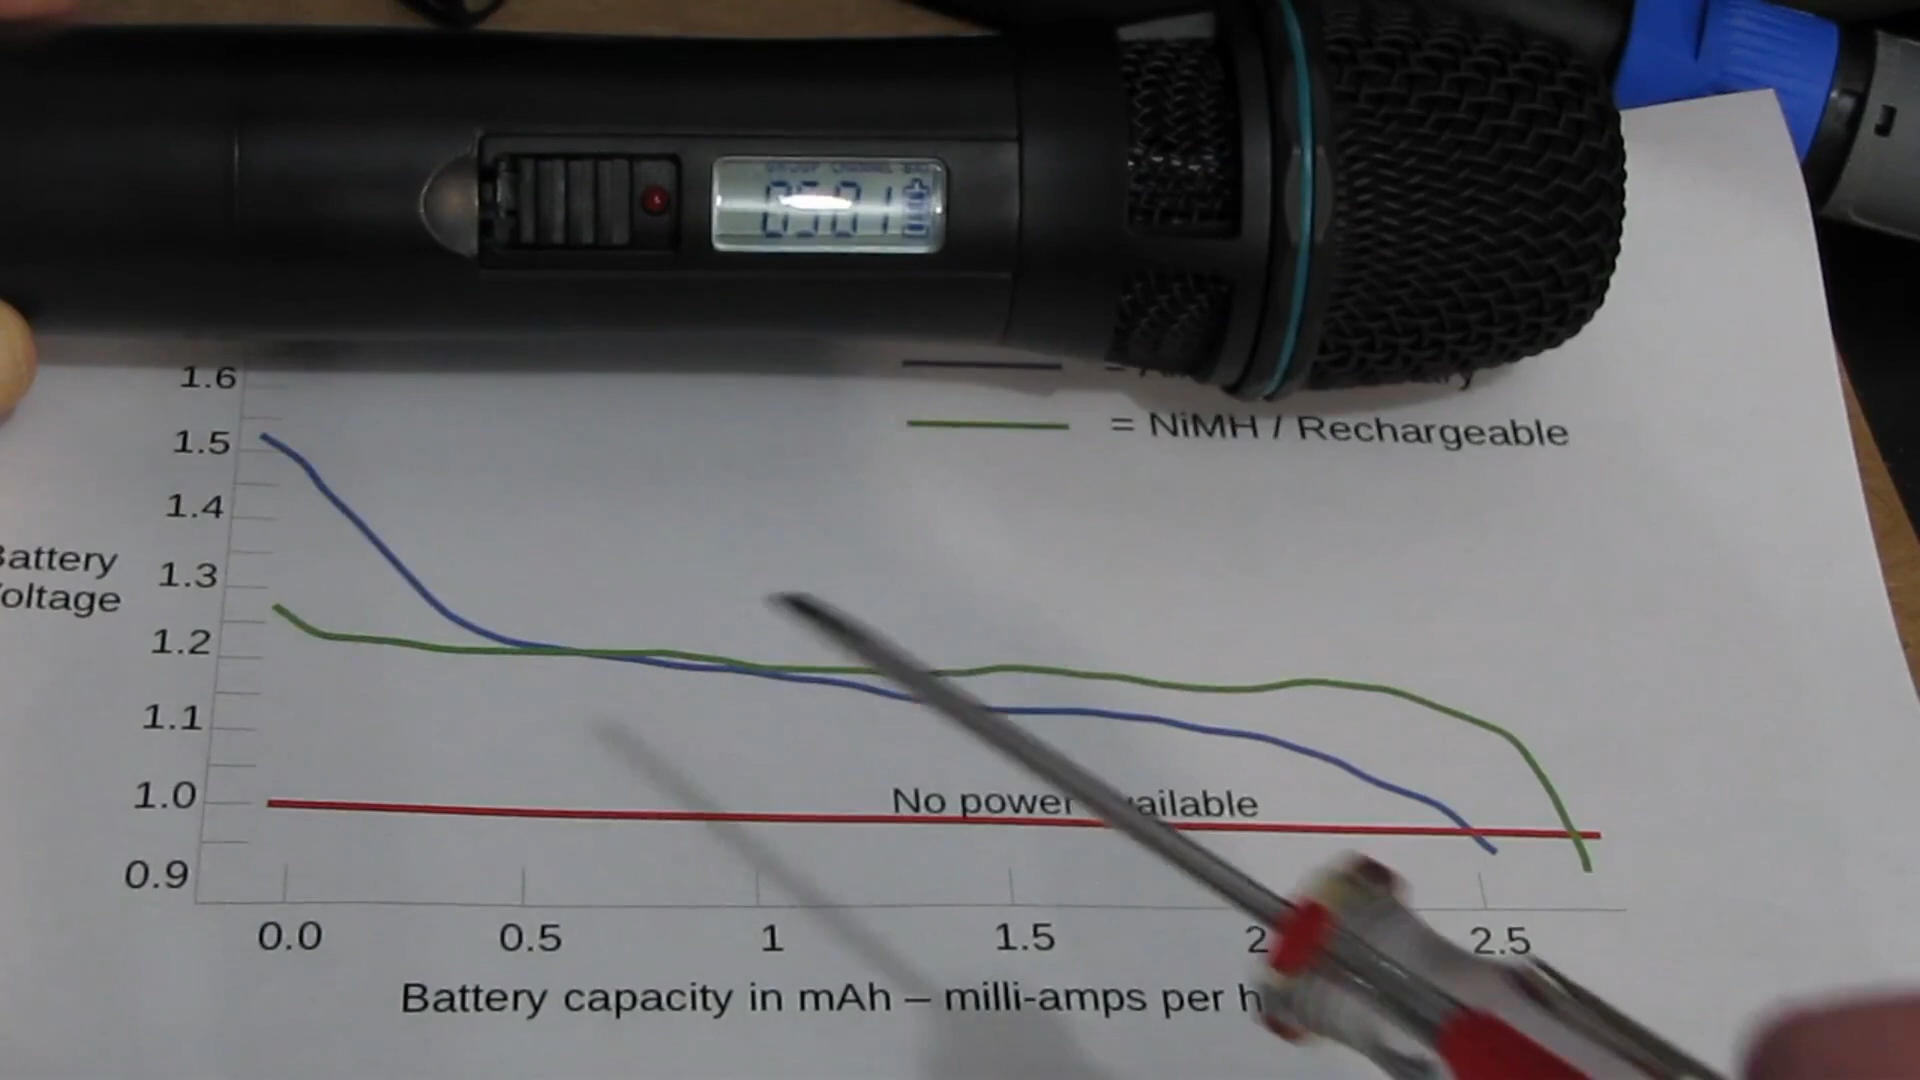 0501
1.6
= NiMH / Rechargeable
1.5
1.4
Battery
Voltage
1.3
1.2
1.1
1.0
No power available
0.9
0.0 0.5 1 1.5 2 2.5
Battery capacity in mAh – milli-amps per h